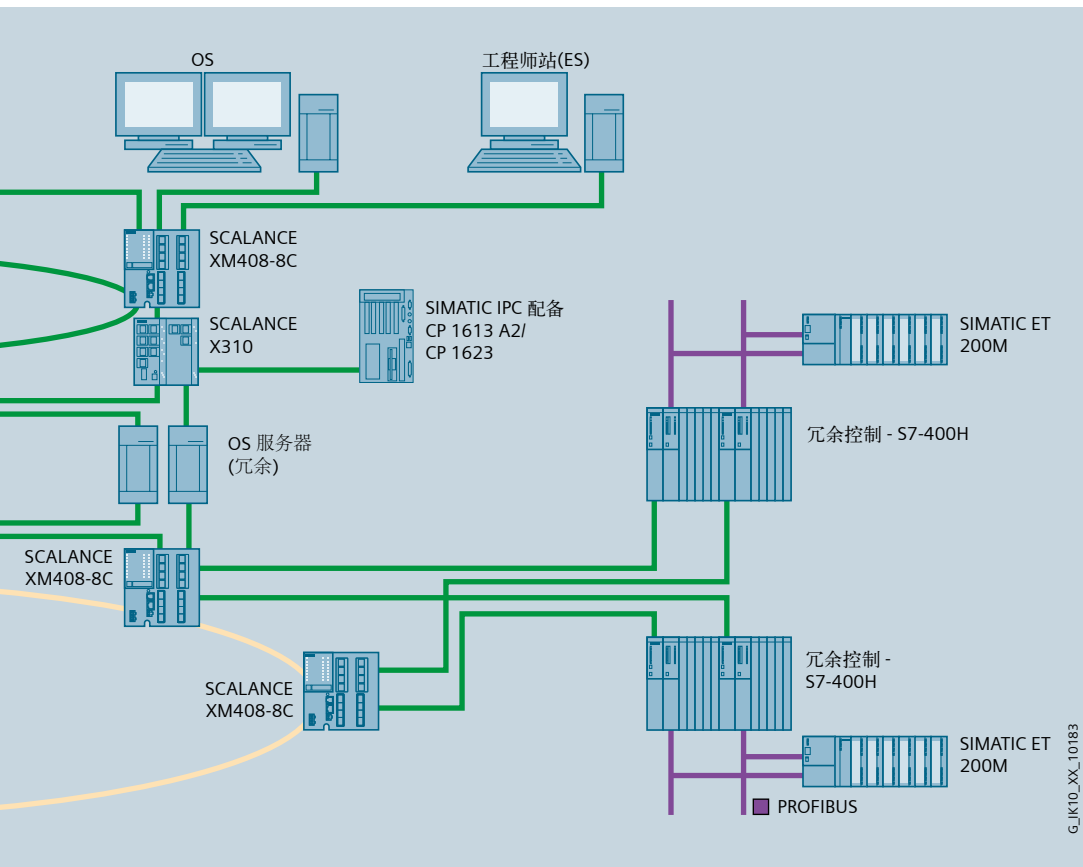 OS
工程师站(ES)
SCALANCE
XM408-8C
SCALANCE
X310
SIMATIC IPC 配备
CP 1613 A2/
CP 1623
SIMATIC ET
200M
冗余控制 - S7-400H
OS 服务器
(冗余)
SCALANCE
XM408-8C
SCALANCE
XM408-8C
冗余控制 -
S7-400H
SIMATIC ET
200M
PROFIBUS
G_IK10_XX_10183